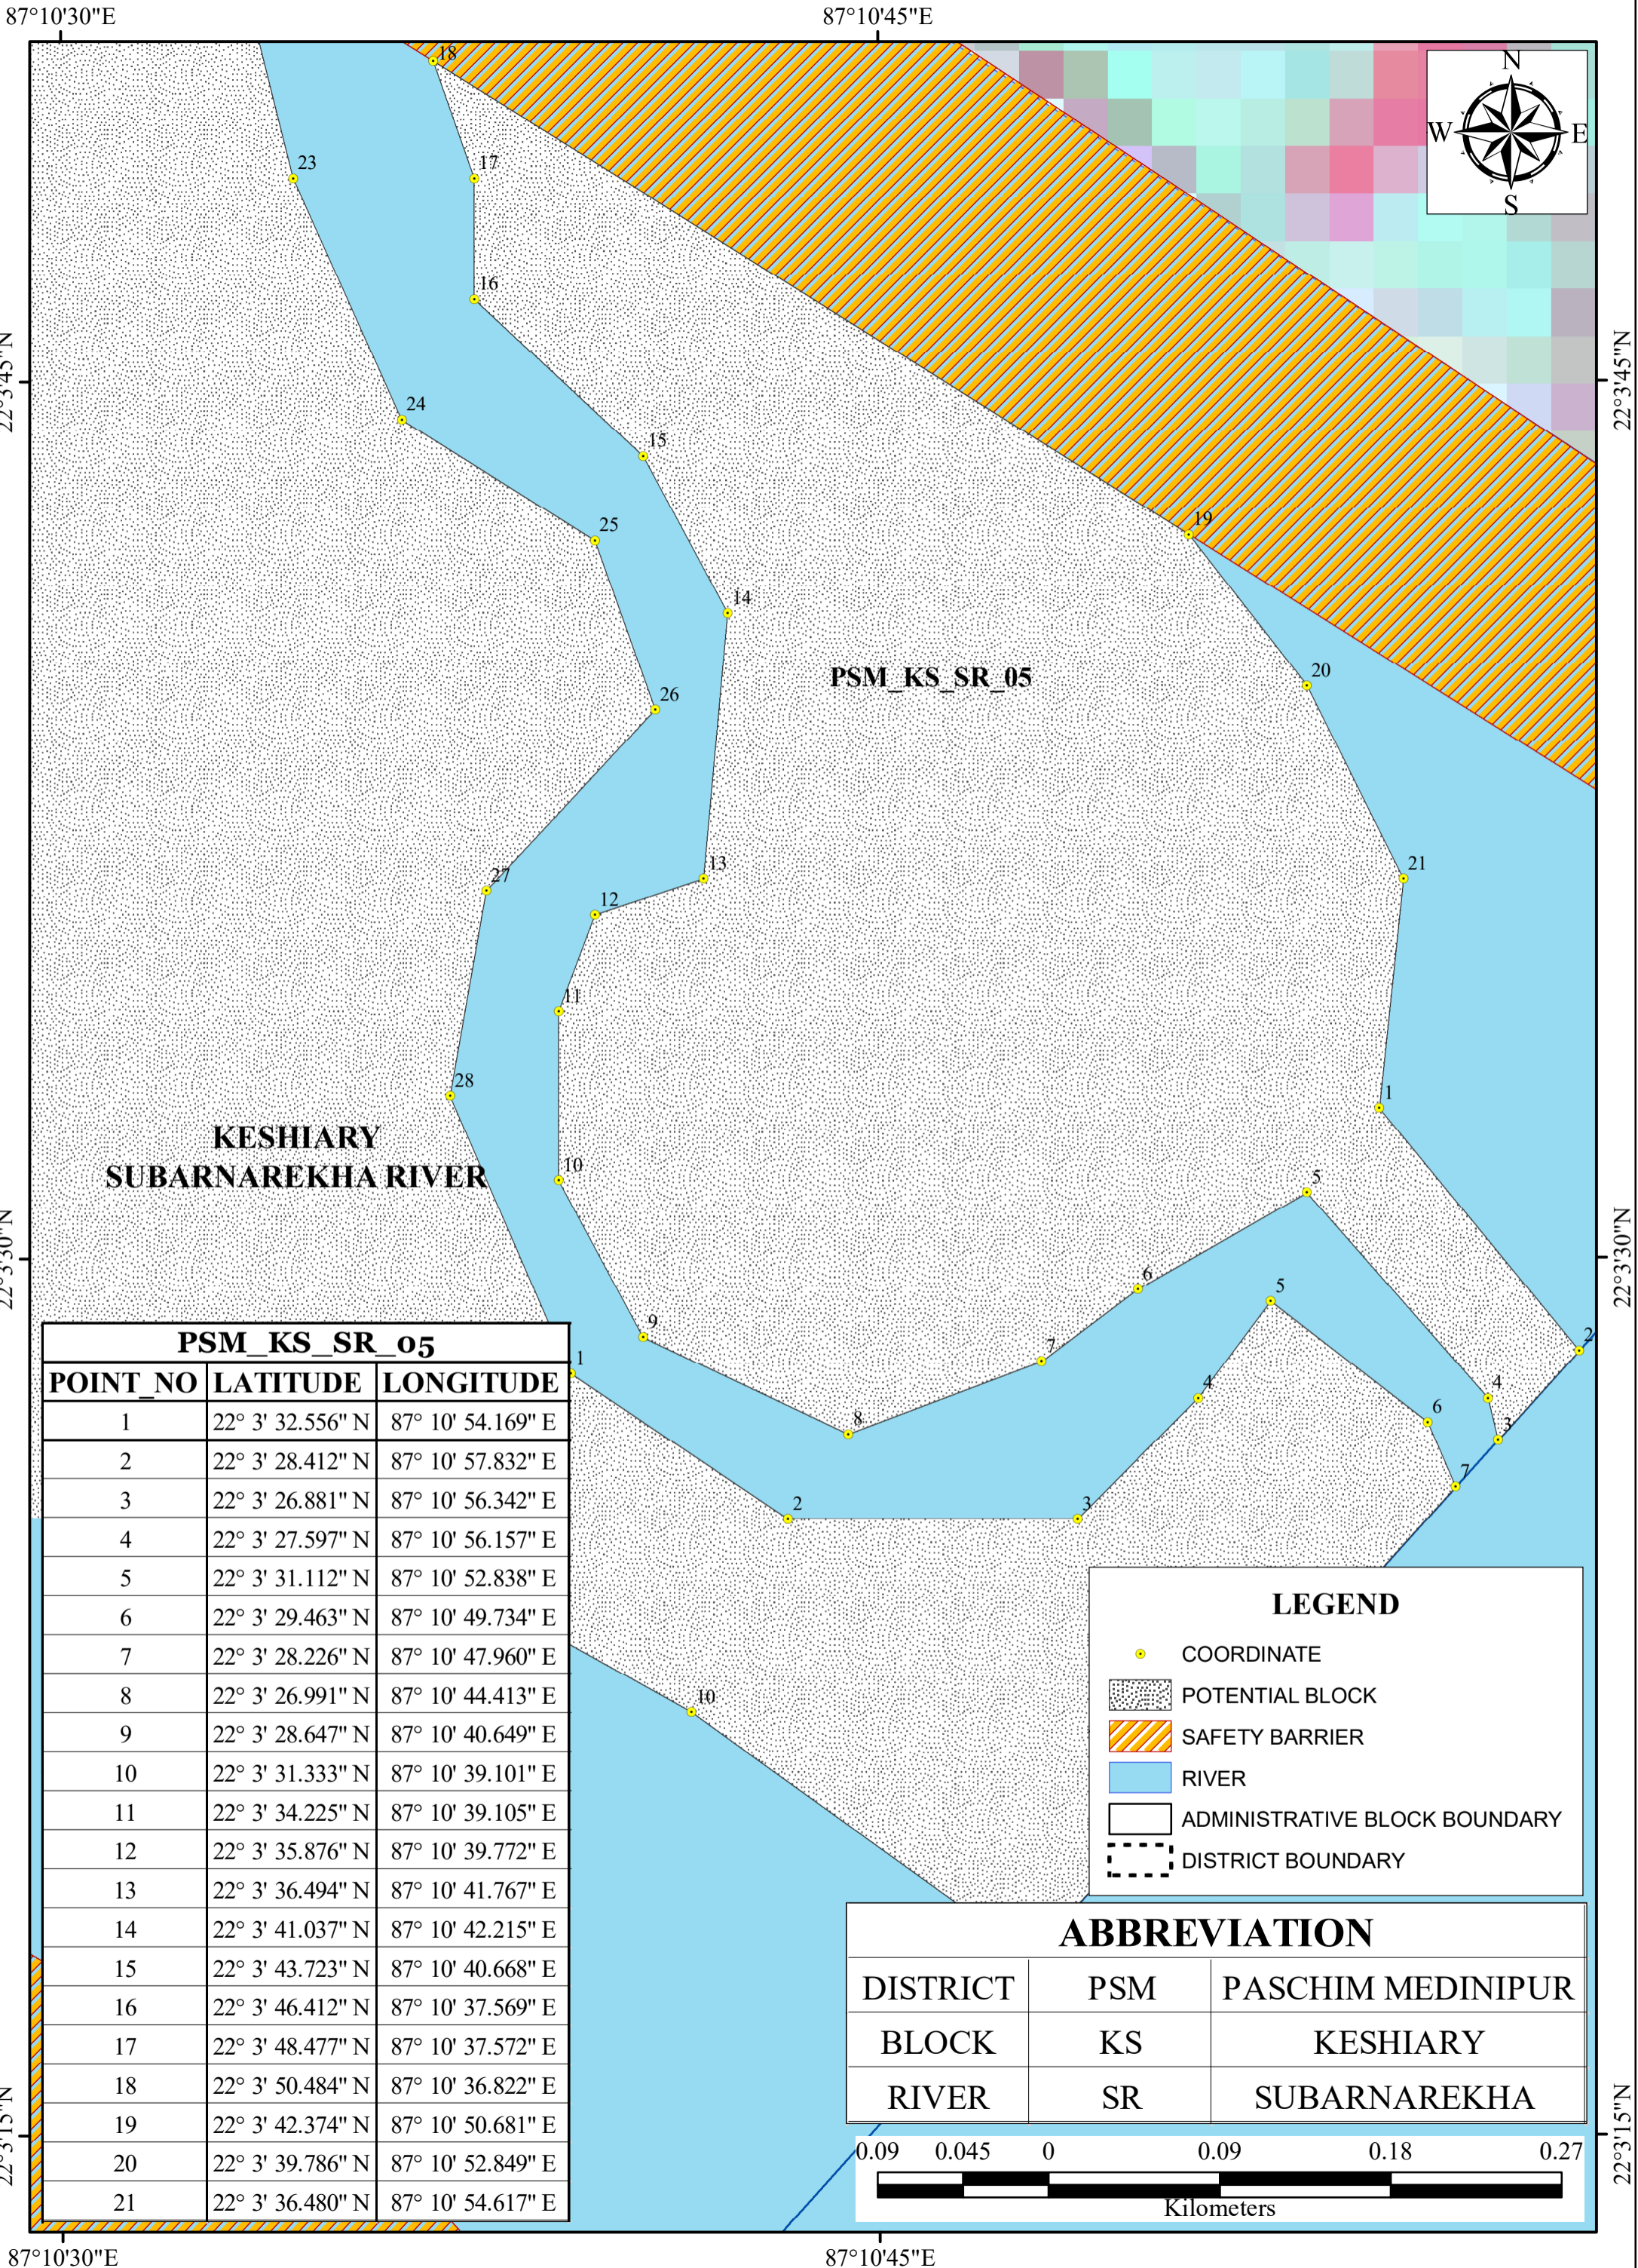 87°10'30"E 87°10'45"E
N
W E
S
18
23
17
16
22°3'45"N 22°3'45"N
24
15
25
19
14
PSM_KS_SR_05
20
26
21
13
27
12
11
28
1
KESHIARY
SUBARNAREKHA RIVER
10
5
22°3'30"N 22°3'30"N
6
5
9
2
7
1
4
4
8
6
3
7
2
3
10
PSM_KS_SR_05
POINT_NO LATITUDE LONGITUDE
1 22° 3' 32.556" N 87° 10' 54.169" E
2 22° 3' 28.412" N 87° 10' 57.832" E
3 22° 3' 26.881" N 87° 10' 56.342" E
4 22° 3' 27.597" N 87° 10' 56.157" E
5 22° 3' 31.112" N 87° 10' 52.838" E
6 22° 3' 29.463" N 87° 10' 49.734" E
7 22° 3' 28.226" N 87° 10' 47.960" E
8 22° 3' 26.991" N 87° 10' 44.413" E
9 22° 3' 28.647" N 87° 10' 40.649" E
10 22° 3' 31.333" N 87° 10' 39.101" E
11 22° 3' 34.225" N 87° 10' 39.105" E
12 22° 3' 35.876" N 87° 10' 39.772" E
13 22° 3' 36.494" N 87° 10' 41.767" E
14 22° 3' 41.037" N 87° 10' 42.215" E
15 22° 3' 43.723" N 87° 10' 40.668" E
16 22° 3' 46.412" N 87° 10' 37.569" E
17 22° 3' 48.477" N 87° 10' 37.572" E
18 22° 3' 50.484" N 87° 10' 36.822" E
19 22° 3' 42.374" N 87° 10' 50.681" E
20 22° 3' 39.786" N 87° 10' 52.849" E
21 22° 3' 36.480" N 87° 10' 54.617" E
LEGEND
COORDINATE
POTENTIAL BLOCK
SAFETY BARRIER
RIVER
ADMINISTRATIVE BLOCK BOUNDARY
DISTRICT BOUNDARY
ABBREVIATION
DISTRICT PSM PASCHIM MEDINIPUR
BLOCK KS KESHIARY
RIVER SR SUBARNAREKHA
22°3'15"N 22°3'15"N
0.09 0.045 0 0.09 0.18 0.27
Kilometers
87°10'30"E 87°10'45"E